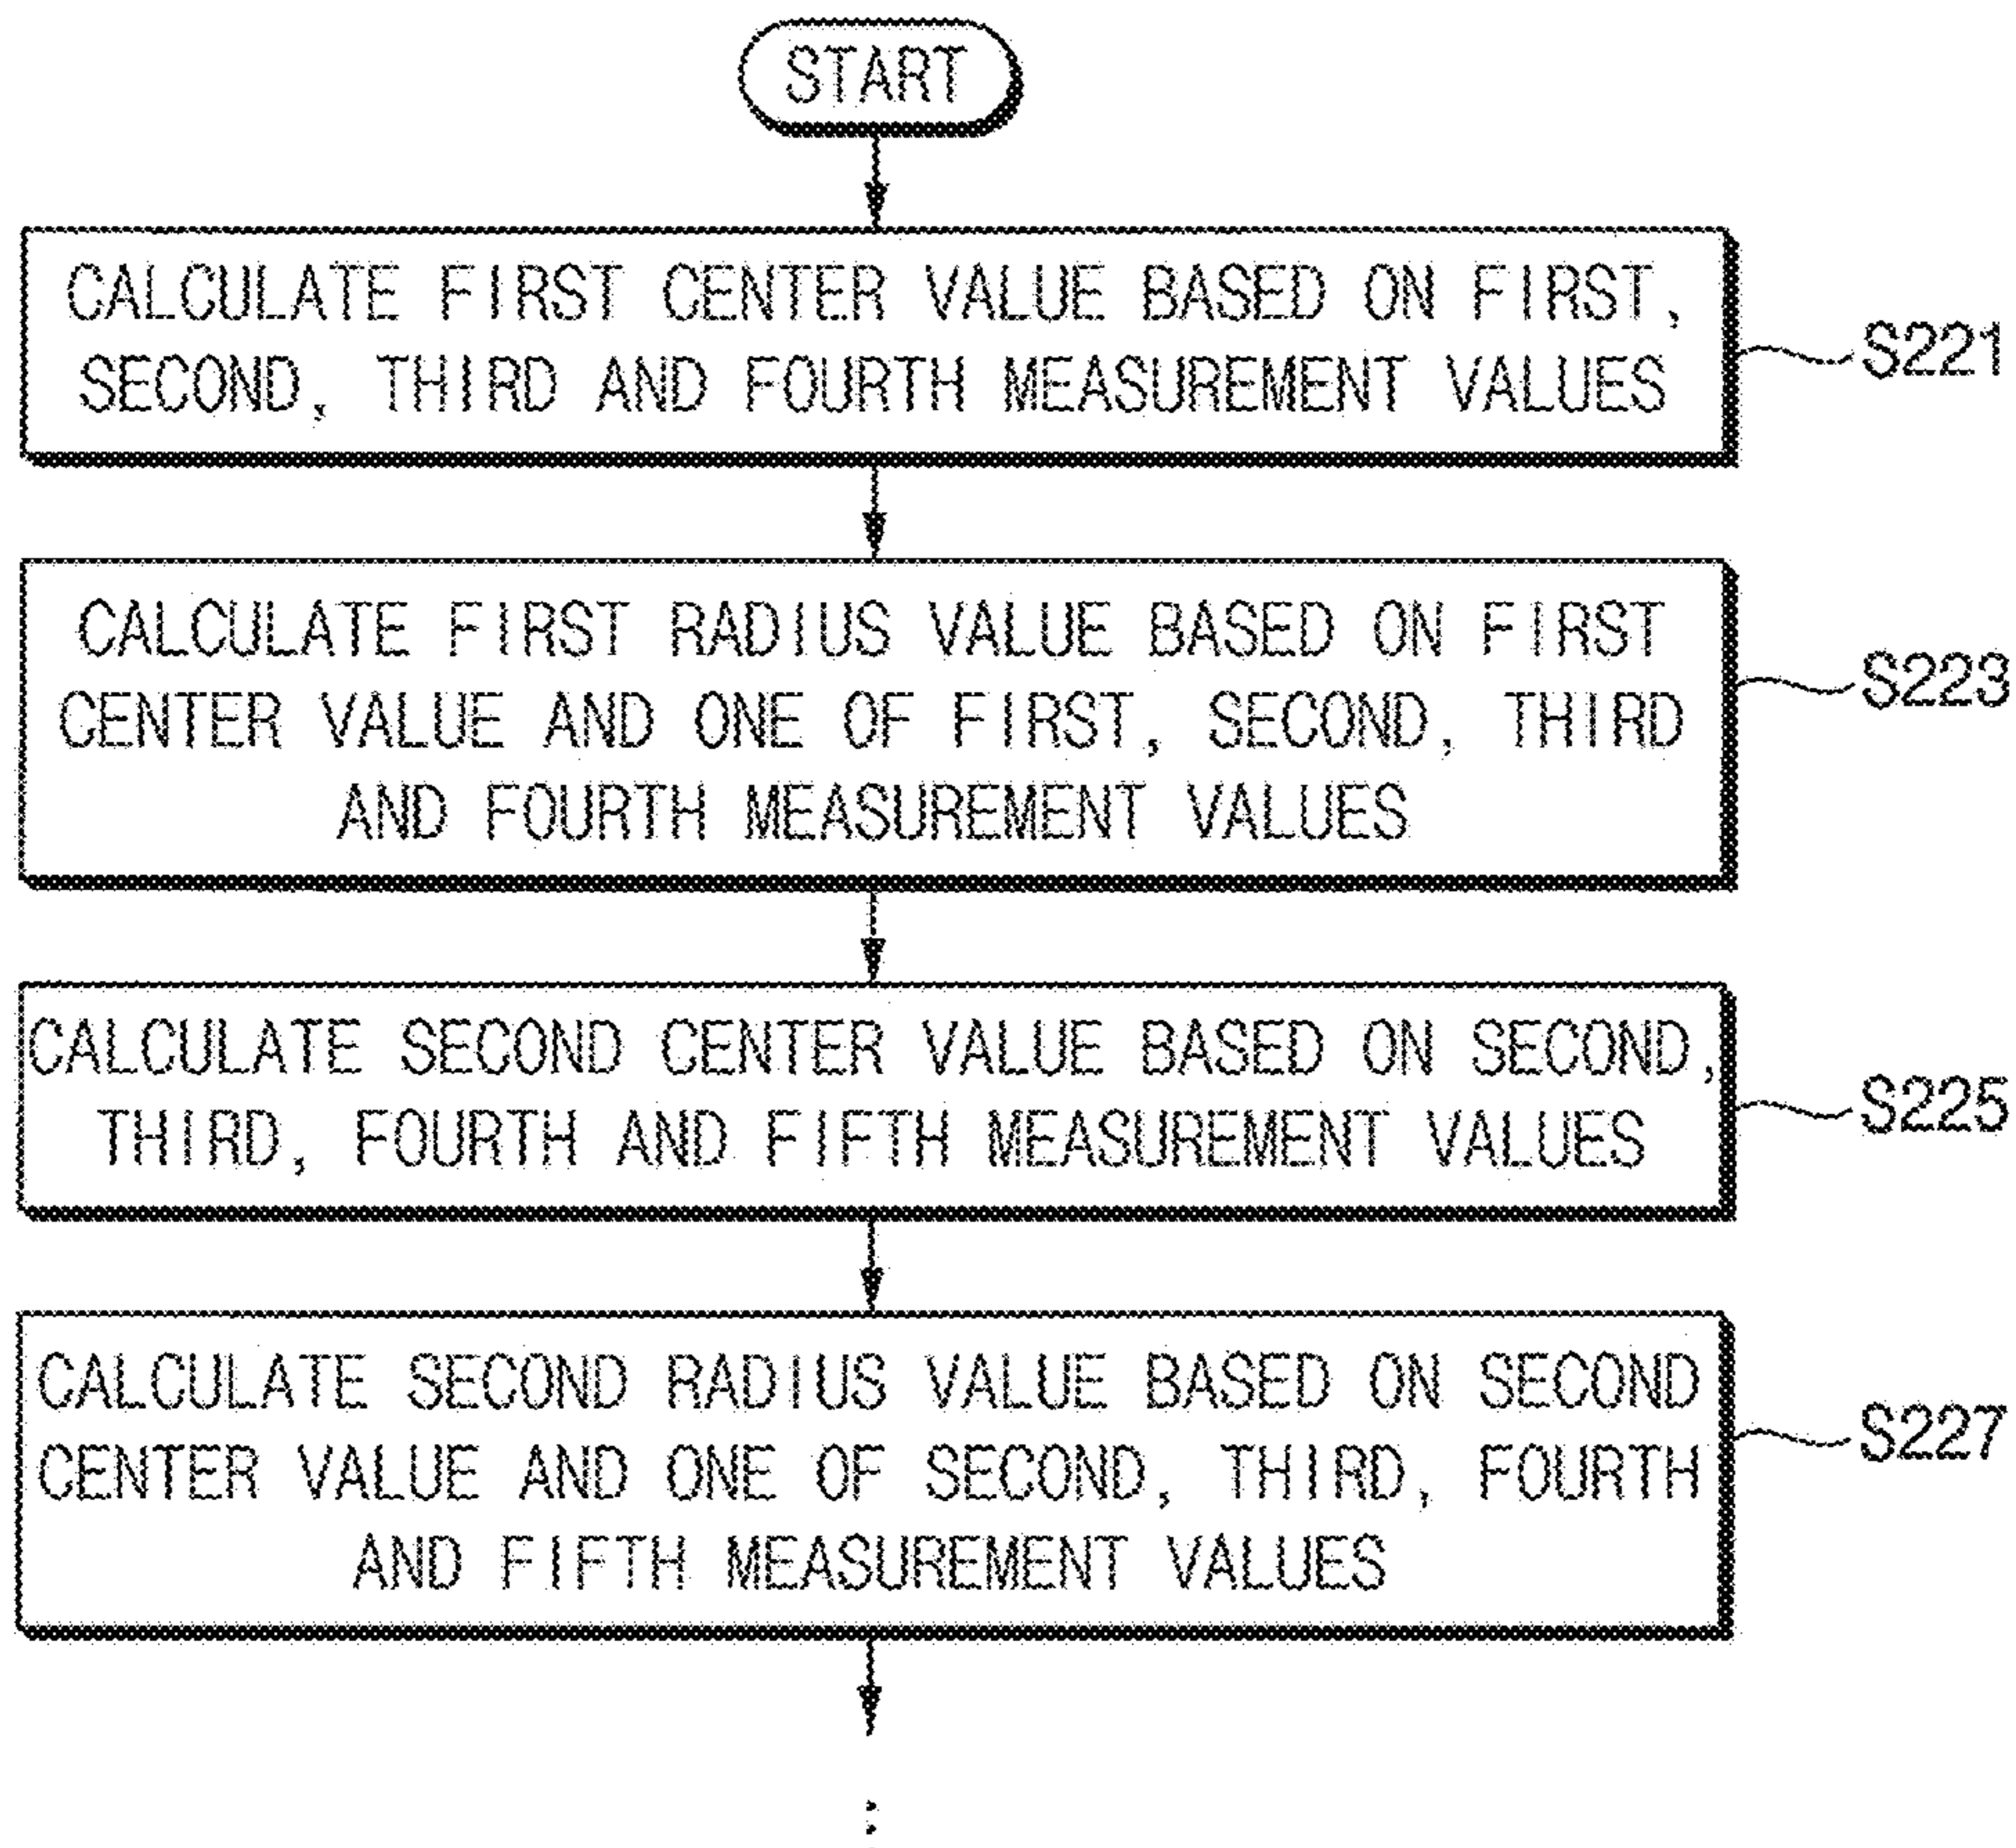 START
CALCULATE FIRST CENTER VALUE BASED ON FIRST,
SECOND, THIRD AND FOURTH MEASUREMENT VALUES
S221
CALCULATE FIRST RADIUS VALUE BASED ON FIRST
CENTER VALUE AND ONE OF FIRST, SECOND, THIRD
AND FOURTH MEASUREMENT VALUES
S223
CALCULATE SECOND CENTER VALUE BASED ON SECOND,
THIRD, FOURTH AND FIFTH MEASUREMENT VALUES
S225
CALCULATE SECOND RADIUS VALUE BASED ON SECOND
CENTER VALUE AND ONE OF SECOND, THIRD, FOURTH
AND FIFTH MEASUREMENT VALUES
S227